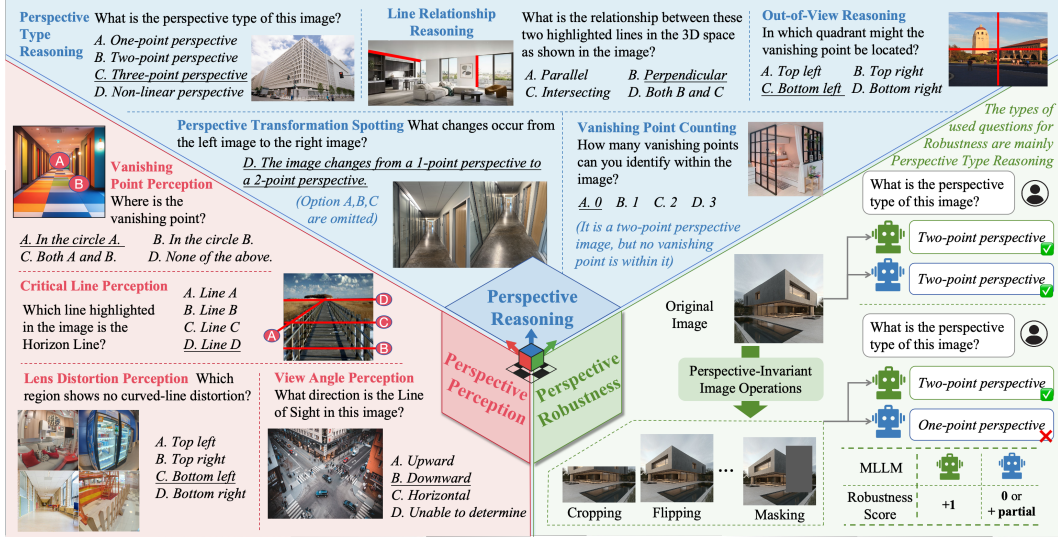 Perspective
Type
Reasoning
What is the perspective type of this image?
A. One-point perspective
B. Two-point perspective
C. Three-point perspective
D. Non-linear perspective
Line Relationship
Reasoning
What is the relationship between these
two highlighted lines in the 3D space
as shown in the image?
A. Parallel
B. Perpendicular
C. Intersecting
D. Both B and C
Out-of-View Reasoning
In which quadrant might the
vanishing point be located?
A. Top left
B. Top right
C. Bottom left
D. Bottom right
Perspective Transformation Spotting What changes occur from
the left image to the right image?
D. The image changes from a 1-point perspective to
a 2-point perspective.
(Option A,B,C
are omitted)
Vanishing Point Counting
How many vanishing points
can you identify within the
image?
A. 0 B. 1 C. 2 D. 3
(It is a two-point perspective
image, but no vanishing
point is within it)
The types of
used questions for
Robustness are mainly
Perspective Type Reasoning
A
B
Vanishing
Point Perception
Where is the
vanishing point?
A. In the circle A.
B. In the circle B.
C. Both A and B.
D. None of the above.
Critical Line Perception
Which line highlighted
in the image is the
Horizon Line?
A. Line A
B. Line B
C. Line C
D. Line D
D
A
C
B
Lens Distortion Perception Which
region shows no curved-line distortion?
A. Top left
B. Top right
C. Bottom left
D. Bottom right
View Angle Perception
What direction is the Line
of Sight in this image?
A. Upward
B. Downward
C. Horizontal
D. Unable to determine
Perspective
Reasoning
Perspective
Perception
Perspective
Robustness
What is the perspective
type of this image?
Two-point perspective
Two-point perspective
Original
Image
What is the perspective
type of this image?
Perspective-Invariant
Image Operations
Two-point perspective
One-point perspective
...
Cropping
Flipping
Masking
MLLM
Robustness
Score
+1
0 or
+ partial